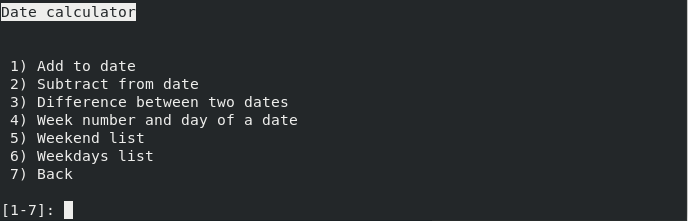 Date calculator
1) Add to date
2) Subtract from date
3) Difference between two dates
4) Week number and day of a date
5) Weekend list
6) Weekdays list
7) Back
[1-7]: